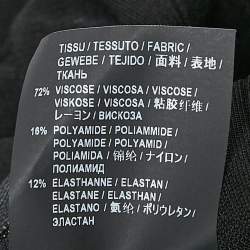 TISSU / TESSUTO / FABRIC /
GEWEBE / TEJIDO / 面料 / 表地 /
ТКАНЬ
72% VISCOSE / VISCOSA / VISCOSE /
VISKOSE / VISCOSA / 粘胶纤维 /
レーヨン / ВИСКОЗА
16% POLYAMIDE / POLIAMMIDE /
POLYAMIDE / POLYAMID /
POLIAMIDA / 锦纶 / ナイロン /
ПОЛИАМИД
12% ELASTHANNE / ELASTAN /
ELASTANE / ELASTAN /
ELASTANO / 氨纶 / ポリウレタン /
ЭЛАСТАН